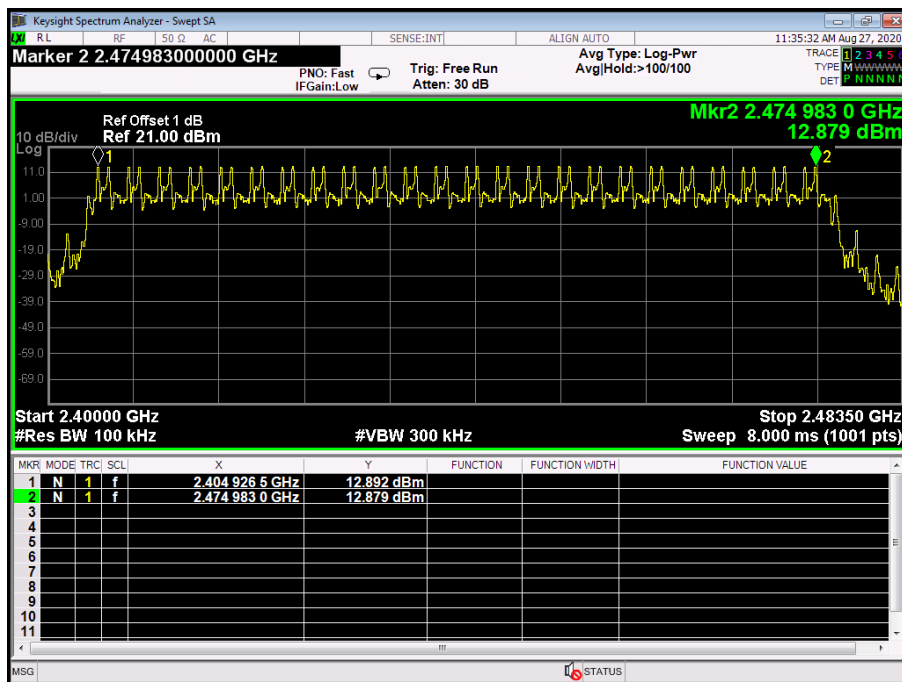 Keysight Spectrum Analyzer - Swept SA
LXI RL RF 50 Ω AC SENSE:INT ALIGN AUTO 11:35:32 AM Aug 27, 2020
Marker 2 2.474983000000 GHz
PNO: Fast
IFGain:Low
Trig: Free Run
Atten: 30 dB
Avg Type: Log-Pwr
Avg|Hold:>100/100
TRACE 1 2 3 4 5
TYPE M
DET P N N N N
Mkr2 2.474 983 0 GHz
12.879 dBm
Ref Offset 1 dB
10 dB/div Ref 21.00 dBm
Log
1
2
11.0
1.00
-9.00
-19.0
-29.0
-39.0
-49.0
-59.0
-69.0
Start 2.40000 GHz Stop 2.48350 GHz
#Res BW 100 kHz #VBW 300 kHz Sweep 8.000 ms (1001 pts)
MKR MODE TRC SCL X Y FUNCTION FUNCTION WIDTH FUNCTION VALUE
1 N 1 f 2.404 926 5 GHz 12.892 dBm
2 N 1 f 2.474 983 0 GHz 12.879 dBm
3
4
5
6
7
8
9
10
11
MSG STATUS